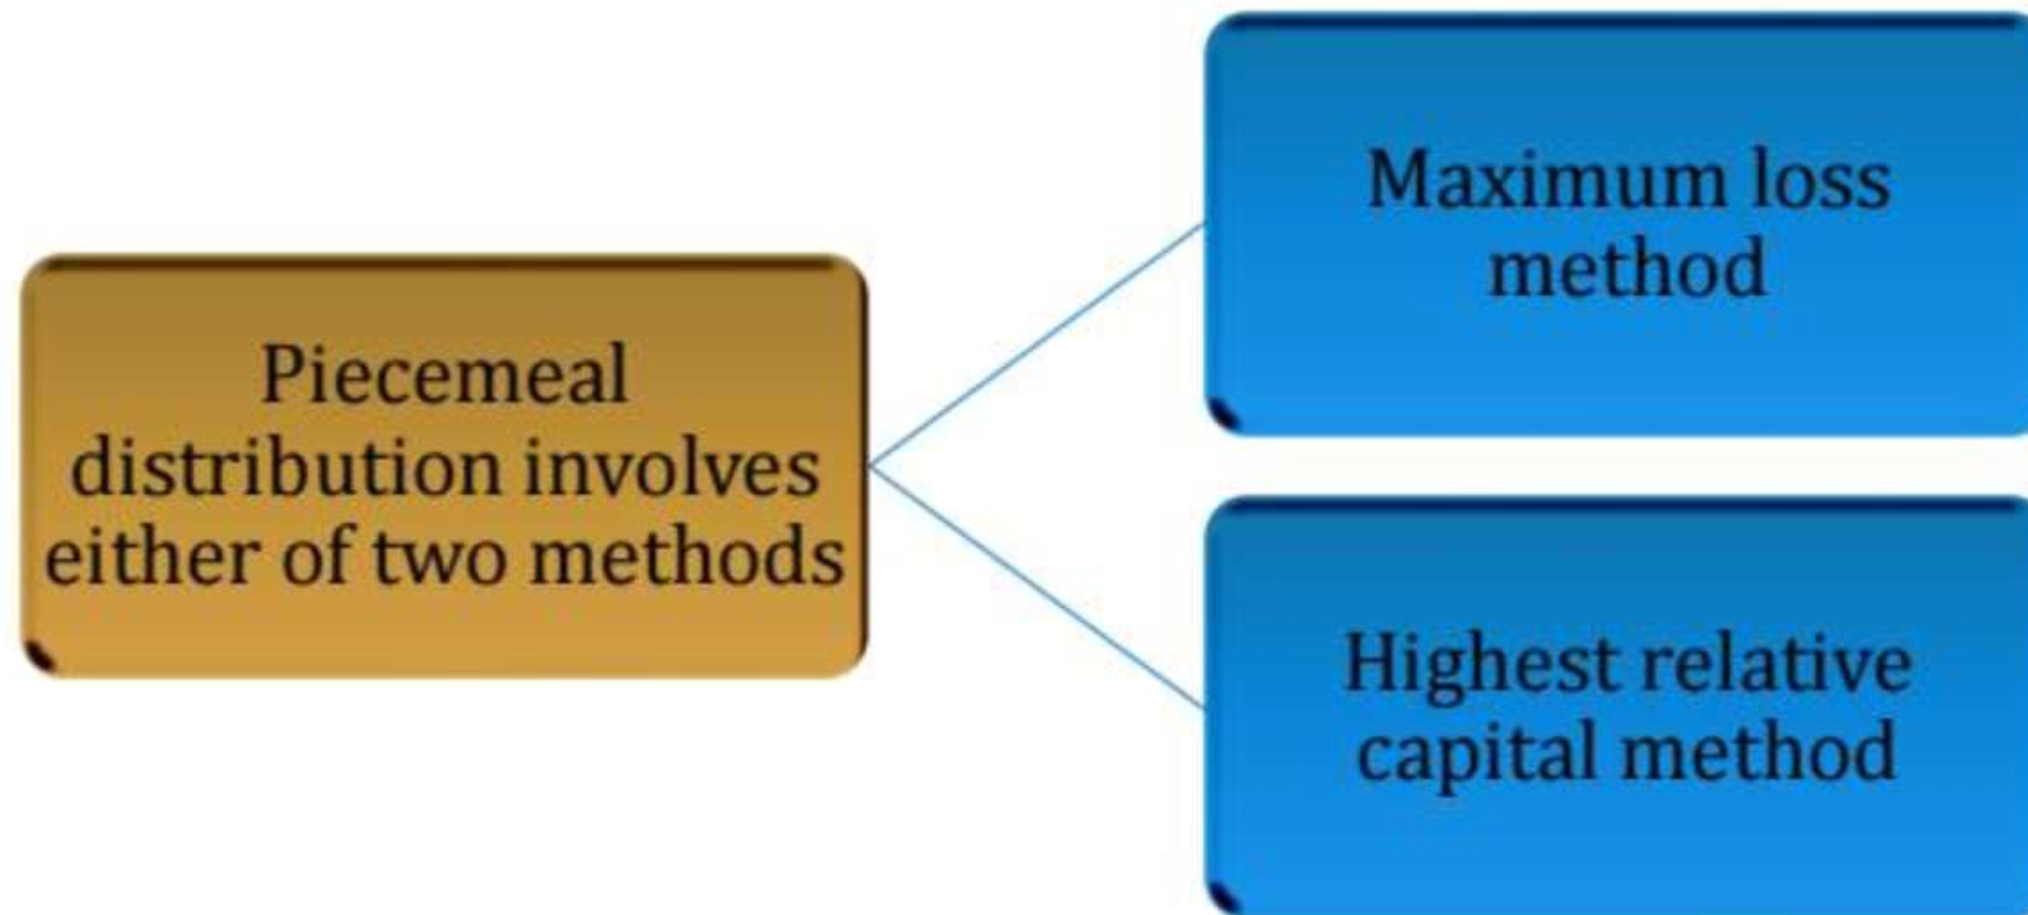 Piecemeal
distribution involves
either of two methods
Maximum loss
method
Highest relative
capital method